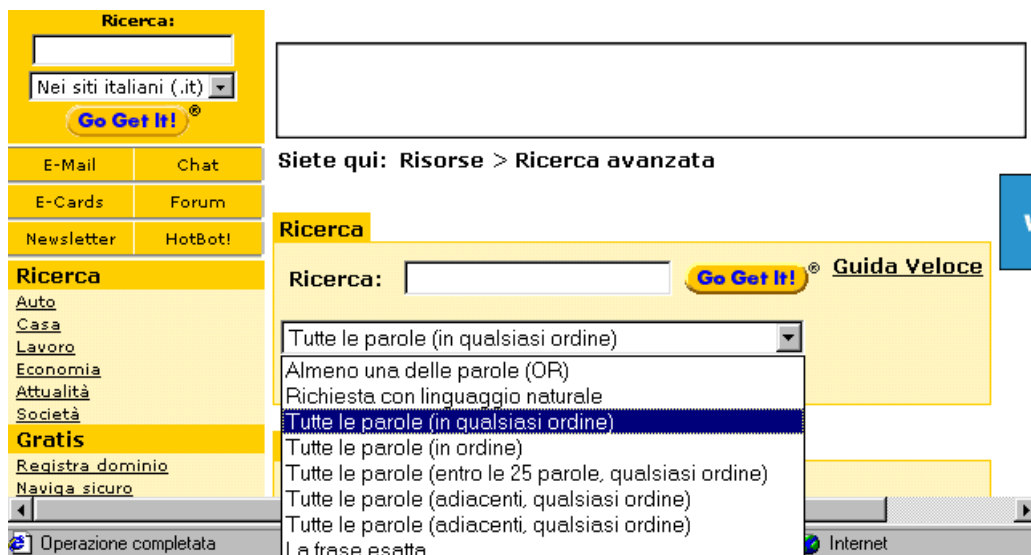 Ricerca:
Nei siti italiani (.it)
Go Get It!®
E-Mail Chat
E-Cards Forum
Newsletter HotBot!
Ricerca
Auto
Casa
Lavoro
Economia
Attualità
Società
Gratis
Registra dominio
Naviga sicuro
Siete qui: Risorse > Ricerca avanzata
Ricerca
Ricerca: Go Get It!® Guida Veloce
Tutte le parole (in qualsiasi ordine)
Almeno una delle parole (OR)
Richiesta con linguaggio naturale
Tutte le parole (in qualsiasi ordine)
Tutte le parole (in ordine)
Tutte le parole (entro le 25 parole, qualsiasi ordine)
Tutte le parole (adiacenti, qualsiasi ordine)
Tutte le parole (adiacenti, qualsiasi ordine)
La frase esatta
Operazione completata Internet